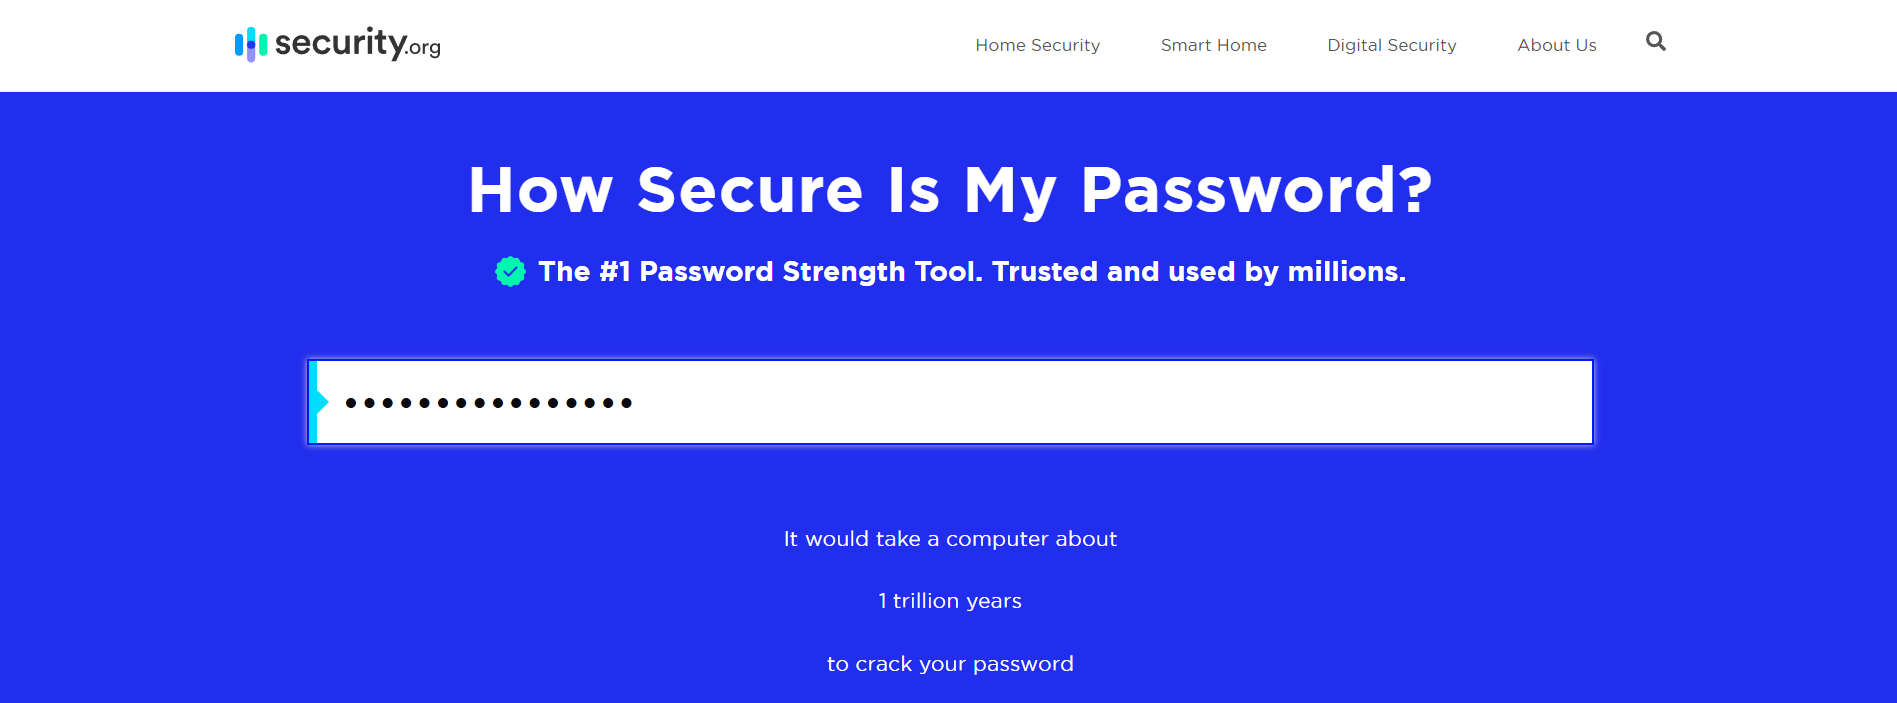 security.org
Home Security
Smart Home
Digital Security
About Us
How Secure Is My Password?
The #1 Password Strength Tool. Trusted and used by millions.
••••••••••••••••
It would take a computer about
1 trillion years
to crack your password